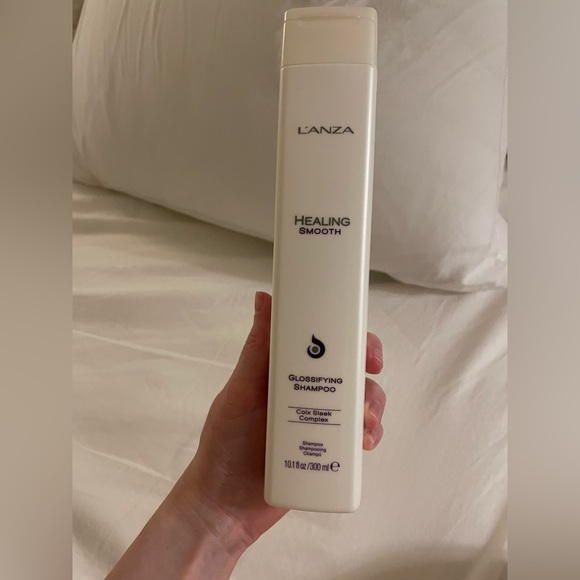 L'ANZA
HEALING
SMOOTH
GLOSSIFYING
SHAMPOO
Coix Sleek
Complex
Shampoo
Shampooing
Champú
10.1 fl oz / 300 ml ℮